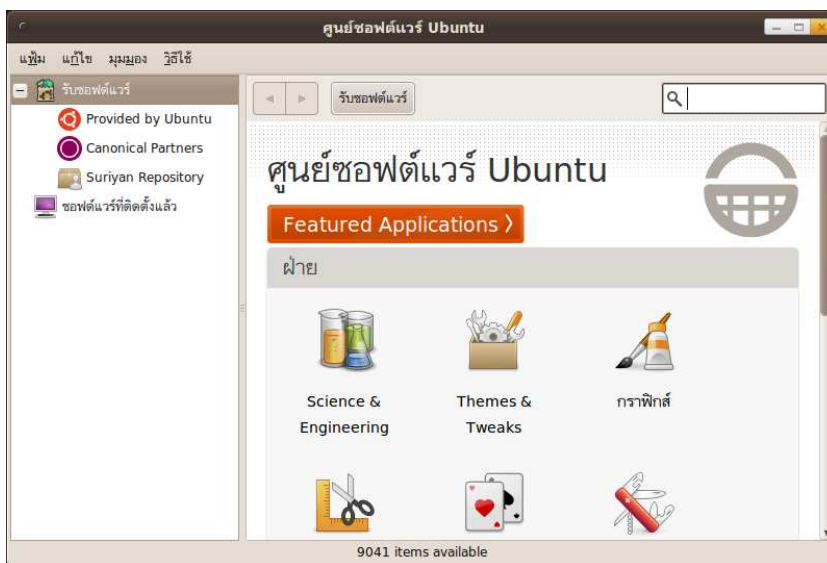 ศูนย์ซอฟต์แวร์ Ubuntu
แฟ้ม แก้ไข มุมมอง วิธีใช้
รับซอฟต์แวร์
Provided by Ubuntu
Canonical Partners
Suriyan Repository
ซอฟต์แวร์ที่ติดตั้งแล้ว
รับซอฟต์แวร์
ศูนย์ซอฟต์แวร์ Ubuntu
Featured Applications 〉
ฝ่าย
Science &
Engineering
Themes &
Tweaks
กราฟิกส์
9041 items available